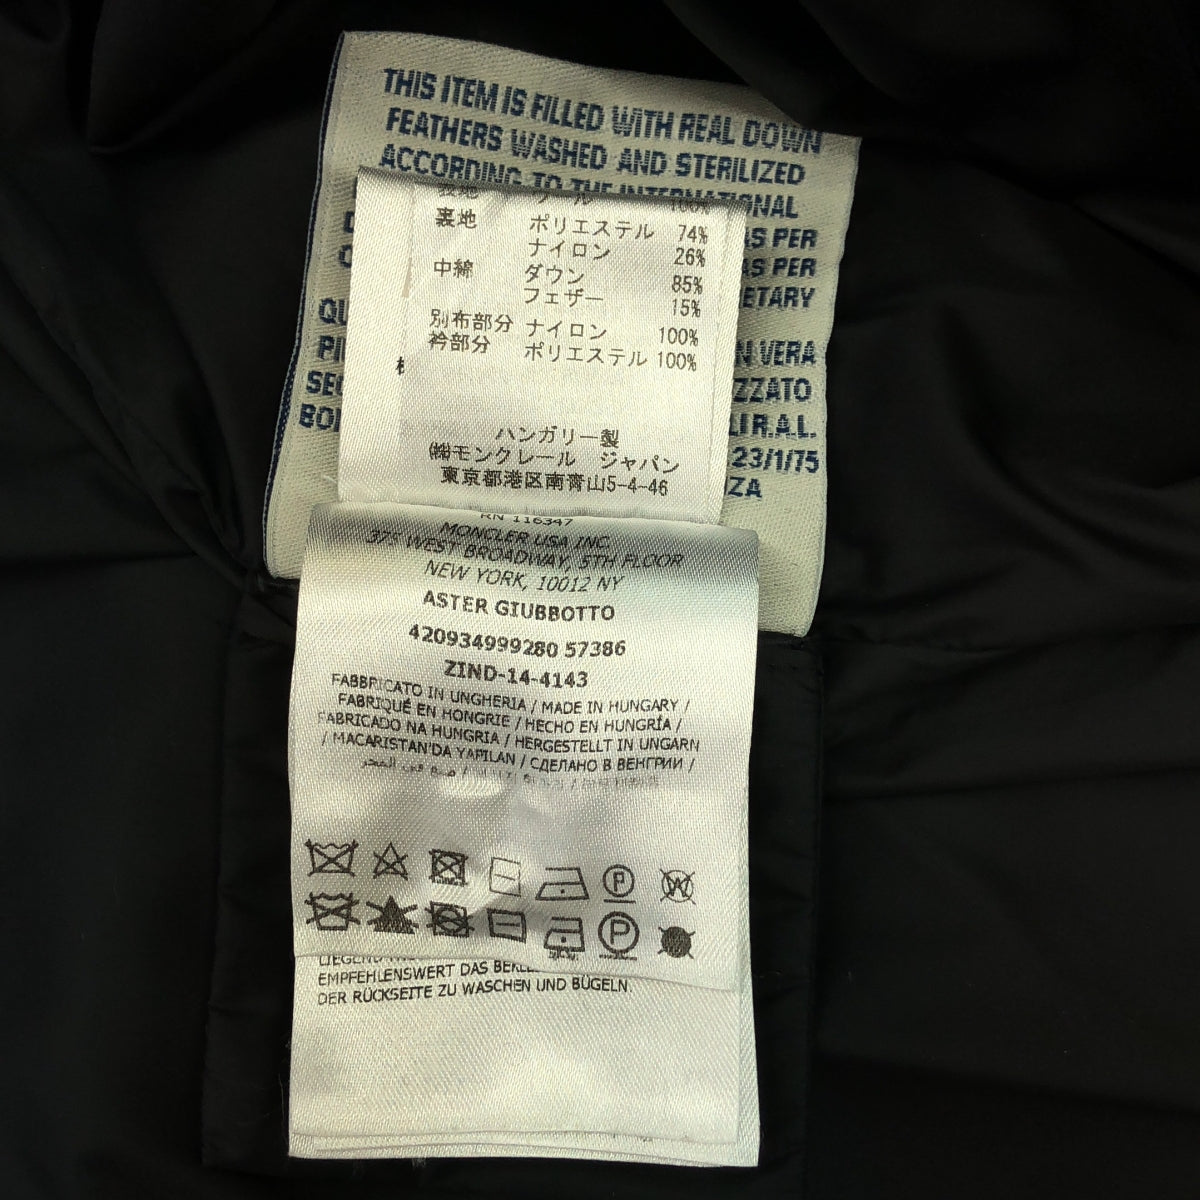 THIS ITEM IS FILLED WITH REAL DOWN
FEATHERS WASHED AND STERILIZED
ACCORDING TO THE INTERNATIONAL
AS PER
AS PER
ETARY
N VERA
ZZATO
LI R.A.L.
23/1/75
ZA
100%
裏地 ポリエステル 74%
ナイロン 26%
中綿 ダウン 85%
フェザー 15%
別布部分 ナイロン 100%
衿部分 ポリエステル 100%
ハンガリー製
㈱モンクレール ジャパン
東京都港区南青山5-4-46
RN 116347
MONCLER USA INC.
375 WEST BROADWAY, 5TH FLOOR
NEW YORK, 10012 NY
ASTER GIUBBOTTO
420934999280 57386
ZIND-14-4143
FABBRICATO IN UNGHERIA / MADE IN HUNGARY /
FABRIQUÉ EN HONGRIE / HECHO EN HUNGRÍA /
FABRICADO NA HUNGRIA / HERGESTELLT IN UNGARN
/ MACARISTAN'DA YAPILAN / СДЕЛАНО В ВЕНГРИИ /
صنع في المجر
P
W
P
EMPFEHLENSWERT DAS
DER RÜCKSEITE ZU WASCHEN UND BÜGELN.